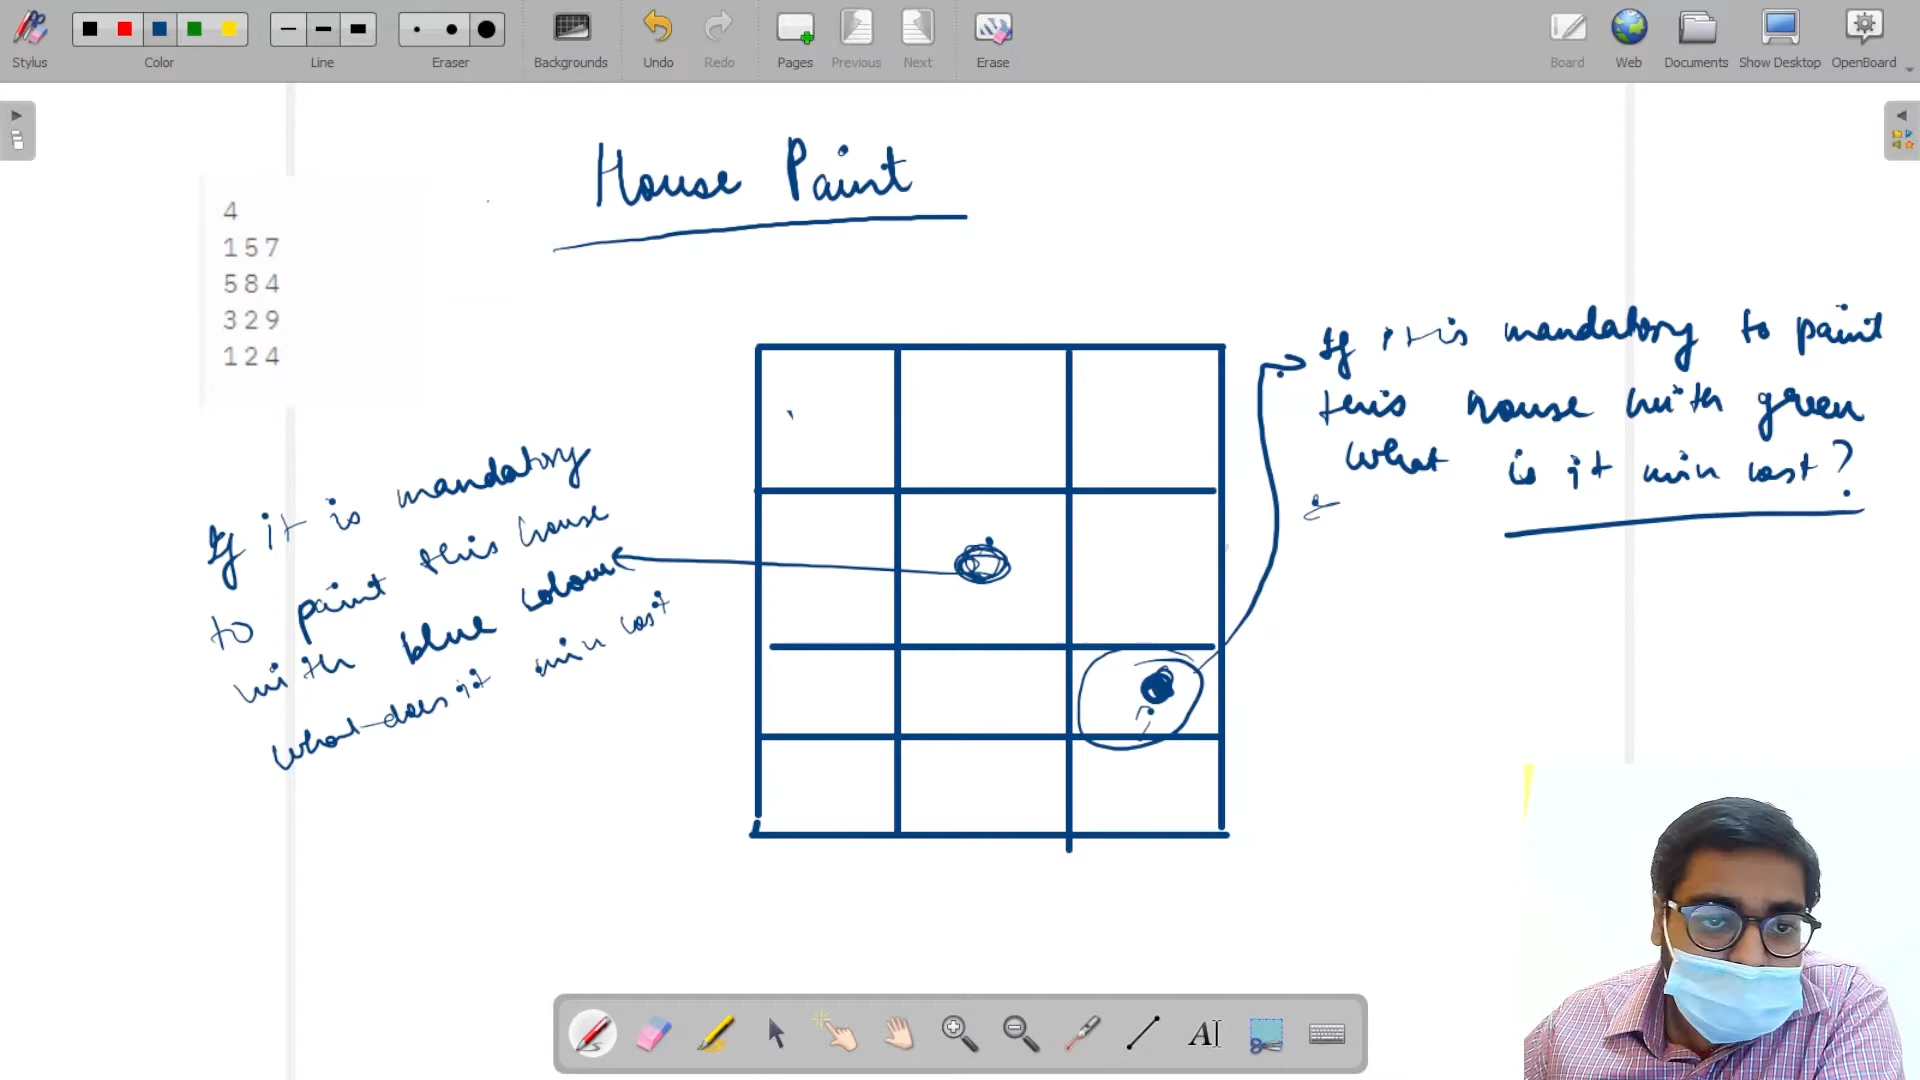 Stylus
Color
Line
Eraser
Backgrounds
Undo
Redo
Pages
Previous
Next
Erase
Board
Web
Documents
Show Desktop
OpenBoard
House Paint
4
1 5 7
5 8 4
3 2 9
1 2 4
If it is mandatory
to paint this house
with blue colour
what does it min cost
If it is mandatory to paint
this house with green
what is it min cost?